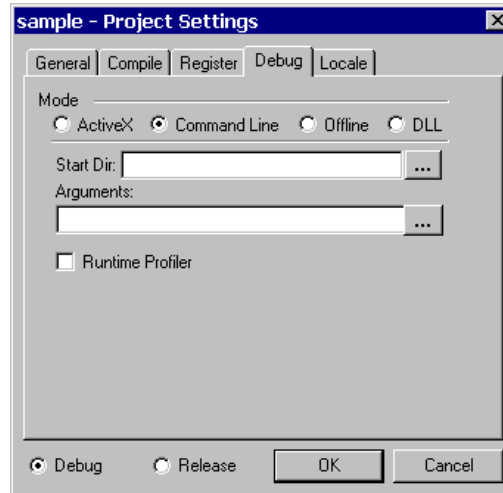 sample - Project Settings
General Compile Register Debug Locale
Mode
ActiveX Command Line Offline DLL
Start Dir: ...
Arguments:
...
Runtime Profiler
Debug Release OK Cancel